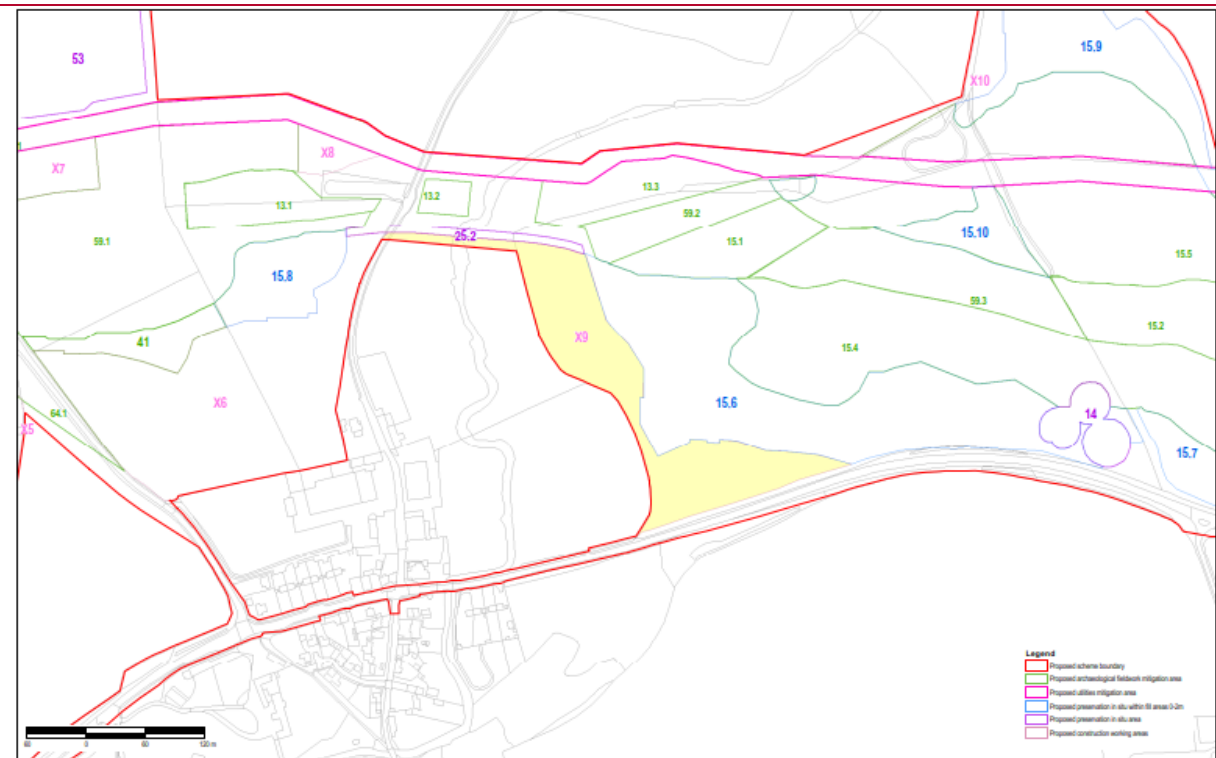 53
15.9
X10
1
X7
X8
13.1
13.2
13.3
59.2
59.1
25.2
15.1
15.10
15.5
15.8
59.3
41
X9
15.2
15.4
X6
15.6
64.1
X5
14
15.7
Legend
Proposed scheme boundary
Proposed archaeological fieldwork mitigation area
Proposed utilities mitigation area
Proposed preservation in situ within fill areas 0-2m
Proposed preservation in situ area
Proposed construction working areas
60 0 60 120 m